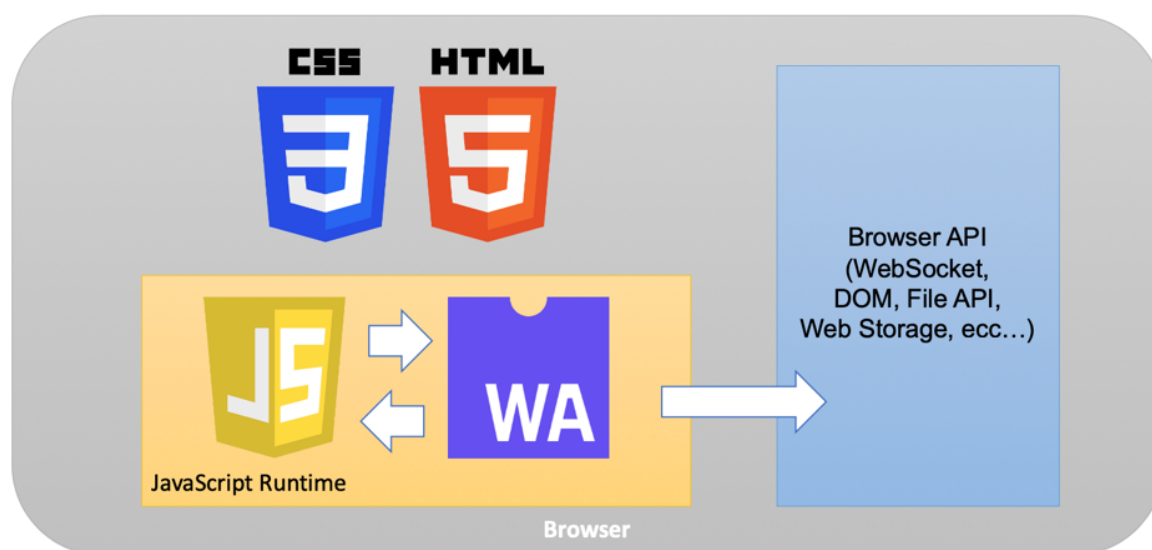 CSS HTML
3 5
Browser API
(WebSocket,
DOM, File API,
Web Storage, ecc...)
JS WA
JavaScript Runtime
Browser